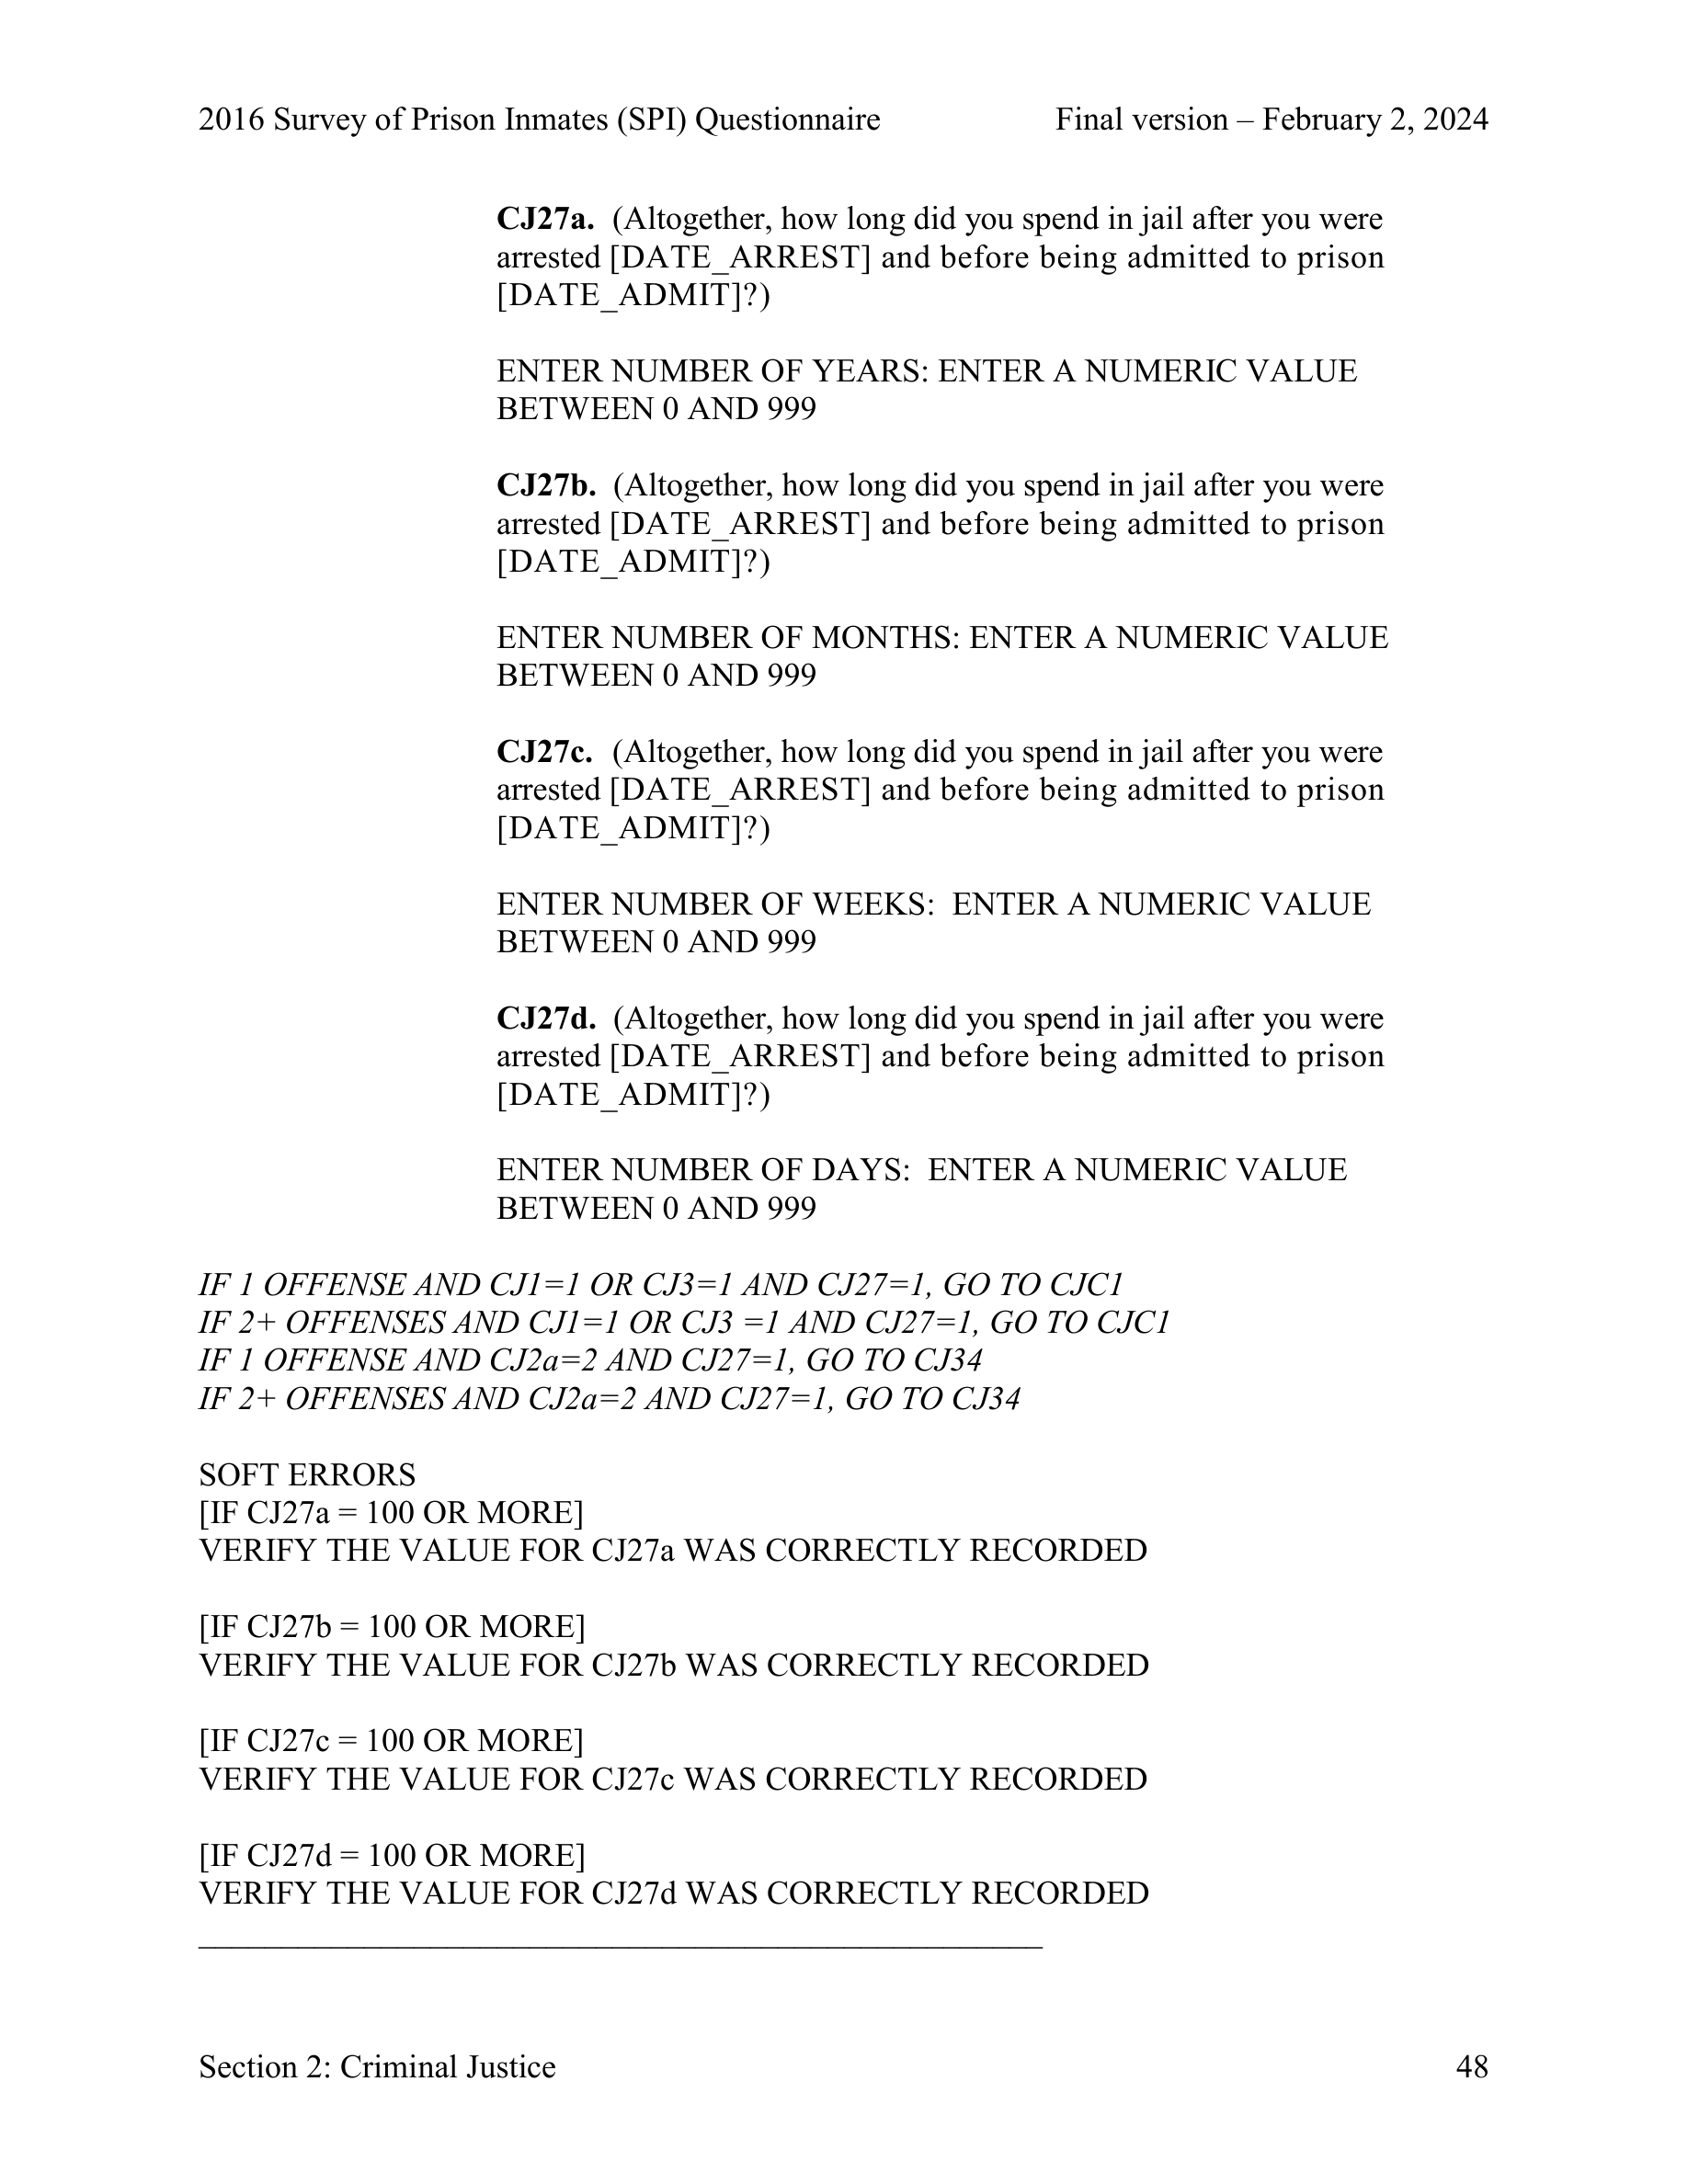 2016 Survey of Prison Inmates (SPI) Questionnaire Final version – February 2, 2024
CJ27a. (Altogether, how long did you spend in jail after you were
arrested [DATE_ARREST] and before being admitted to prison
[DATE_ADMIT]?)
ENTER NUMBER OF YEARS: ENTER A NUMERIC VALUE
BETWEEN 0 AND 999
CJ27b. (Altogether, how long did you spend in jail after you were
arrested [DATE_ARREST] and before being admitted to prison
[DATE_ADMIT]?)
ENTER NUMBER OF MONTHS: ENTER A NUMERIC VALUE
BETWEEN 0 AND 999
CJ27c. (Altogether, how long did you spend in jail after you were
arrested [DATE_ARREST] and before being admitted to prison
[DATE_ADMIT]?)
ENTER NUMBER OF WEEKS: ENTER A NUMERIC VALUE
BETWEEN 0 AND 999
CJ27d. (Altogether, how long did you spend in jail after you were
arrested [DATE_ARREST] and before being admitted to prison
[DATE_ADMIT]?)
ENTER NUMBER OF DAYS: ENTER A NUMERIC VALUE
BETWEEN 0 AND 999
IF 1 OFFENSE AND CJ1=1 OR CJ3=1 AND CJ27=1, GO TO CJC1
IF 2+ OFFENSES AND CJ1=1 OR CJ3 =1 AND CJ27=1, GO TO CJC1
IF 1 OFFENSE AND CJ2a=2 AND CJ27=1, GO TO CJ34
IF 2+ OFFENSES AND CJ2a=2 AND CJ27=1, GO TO CJ34
SOFT ERRORS
[IF CJ27a = 100 OR MORE]
VERIFY THE VALUE FOR CJ27a WAS CORRECTLY RECORDED
[IF CJ27b = 100 OR MORE]
VERIFY THE VALUE FOR CJ27b WAS CORRECTLY RECORDED
[IF CJ27c = 100 OR MORE]
VERIFY THE VALUE FOR CJ27c WAS CORRECTLY RECORDED
[IF CJ27d = 100 OR MORE]
VERIFY THE VALUE FOR CJ27d WAS CORRECTLY RECORDED
Section 2: Criminal Justice 48